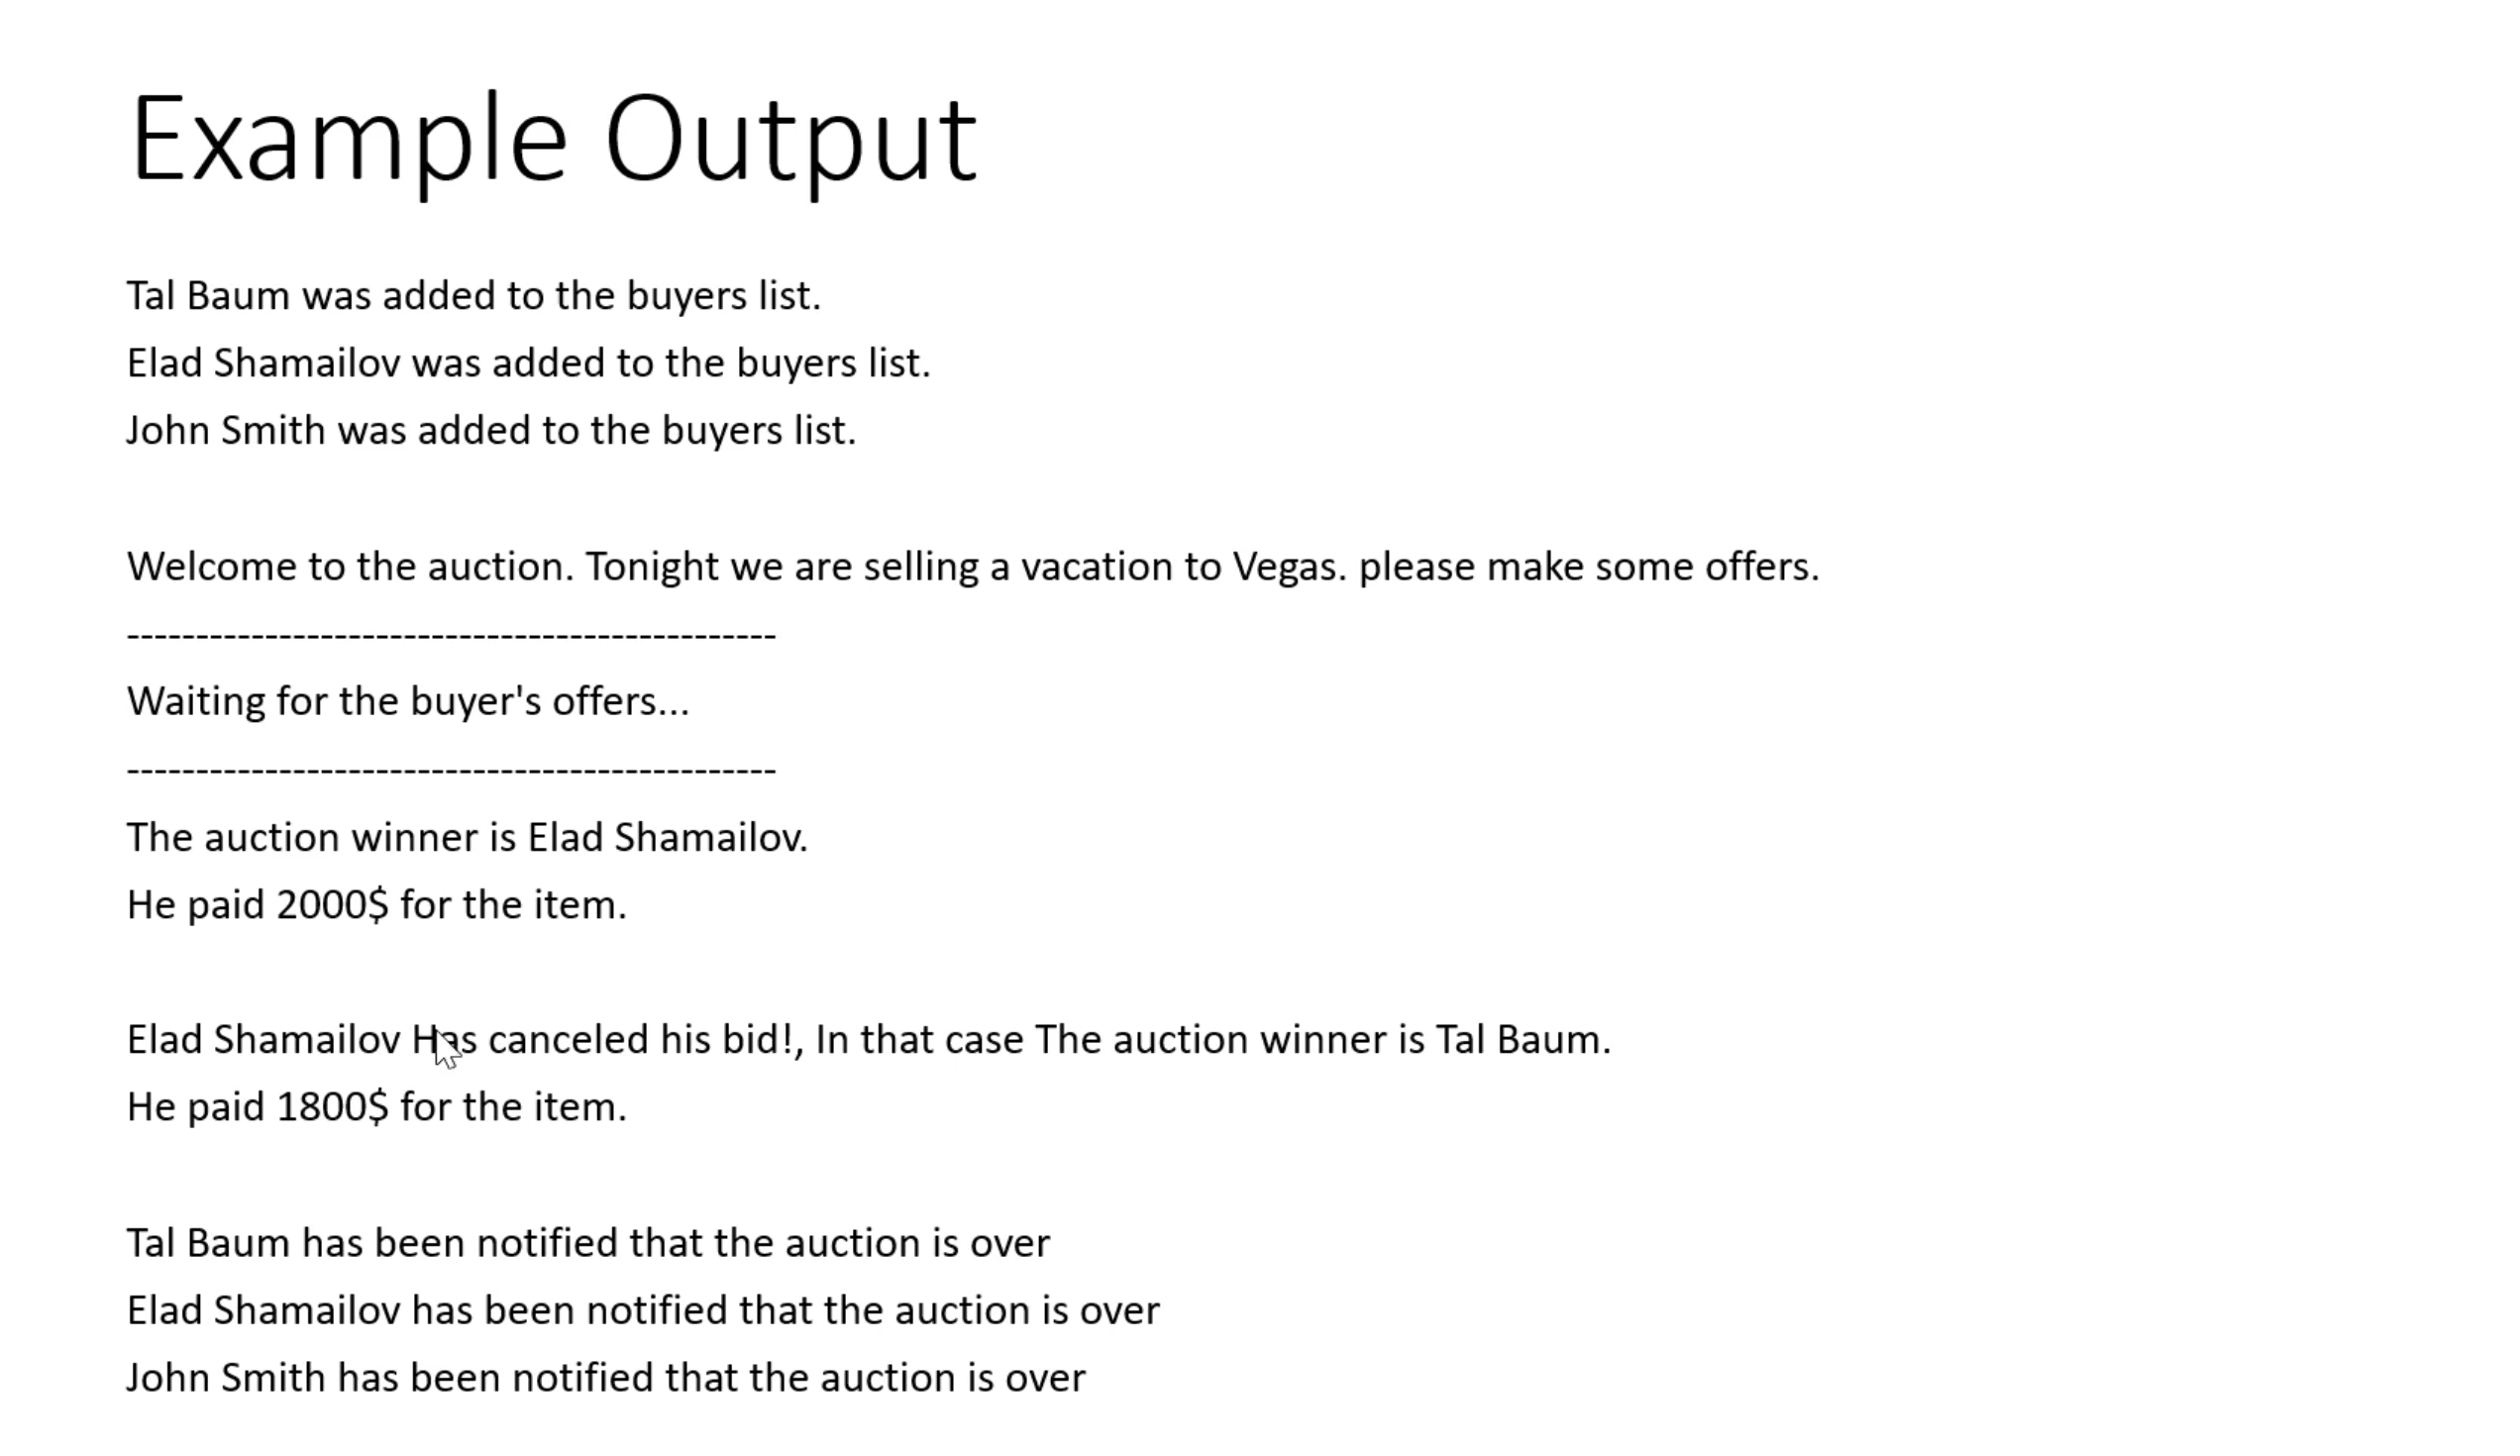 Example Output
Tal Baum was added to the buyers list.
Elad Shamailov was added to the buyers list.
John Smith was added to the buyers list.
Welcome to the auction. Tonight we are selling a vacation to Vegas. please make some offers.
-----------------------------------------------
Waiting for the buyer's offers...
-----------------------------------------------
The auction winner is Elad Shamailov.
He paid 2000$ for the item.
Elad Shamailov Has canceled his bid!, In that case The auction winner is Tal Baum.
He paid 1800$ for the item.
Tal Baum has been notified that the auction is over
Elad Shamailov has been notified that the auction is over
John Smith has been notified that the auction is over